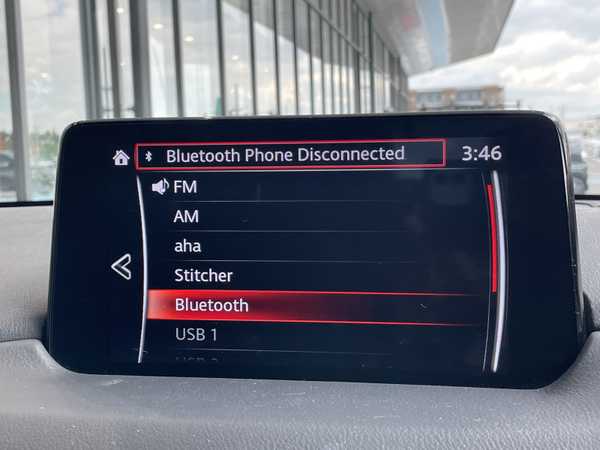 Bluetooth Phone Disconnected 3:46
FM
AM
aha
Stitcher
Bluetooth
USB 1